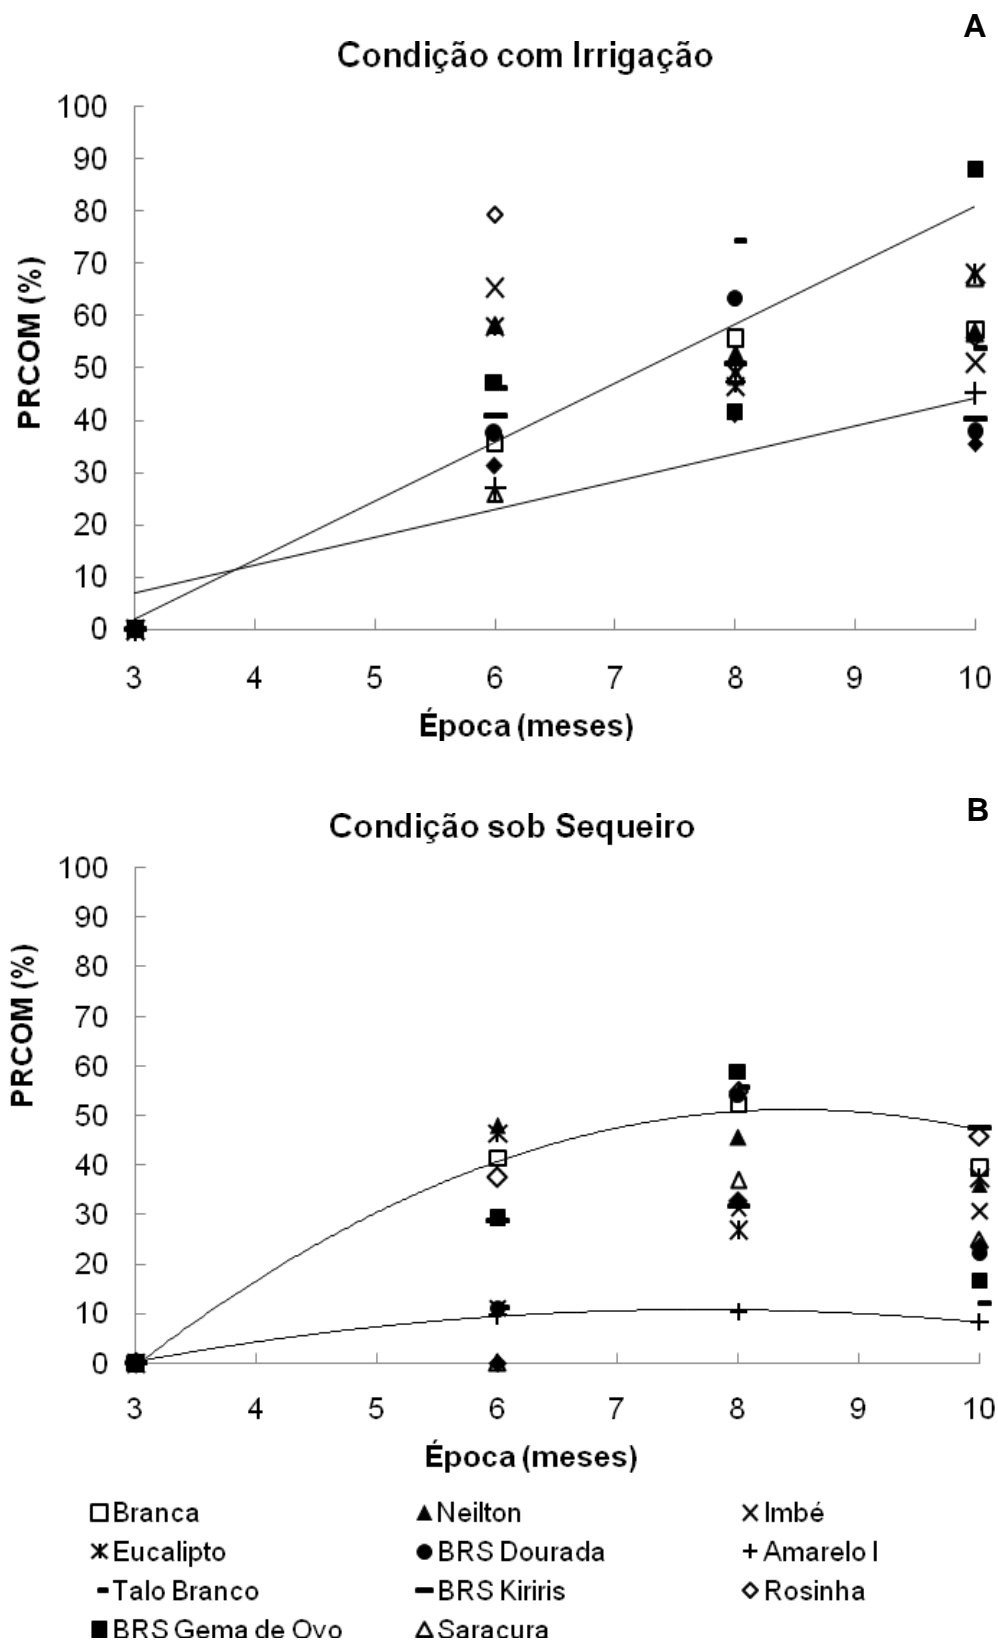 A
Condição com Irrigação
100
90
80
70
60
50
40
30
20
10
0
PRCOM (%)
3 4 5 6 7 8 9 10
Época (meses)
B
Condição sob Sequeiro
100
90
80
70
60
50
40
30
20
10
0
PRCOM (%)
3 4 5 6 7 8 9 10
Época (meses)
Branca Neilton Imbé
Eucalipto BRS Dourada Amarelo I
Talo Branco BRS Kiriris Rosinha
BRS Gema de Ovo Saracura